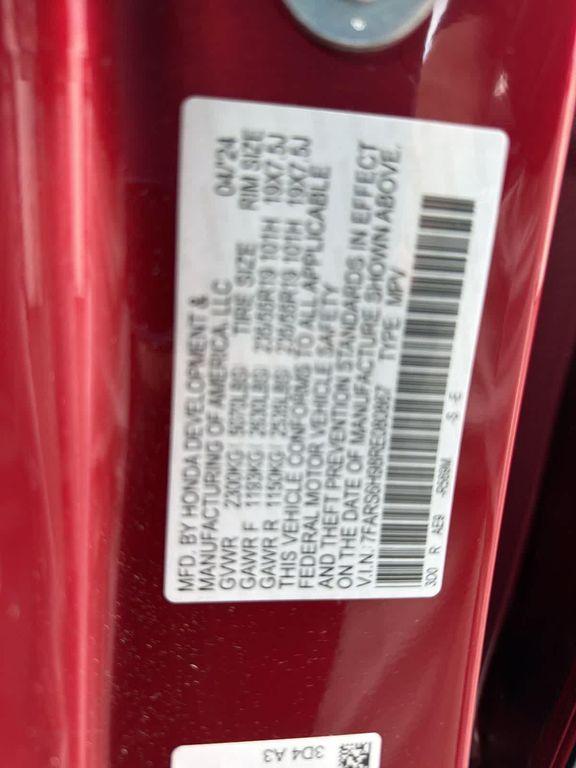 MFD. BY HONDA DEVELOPMENT &
MANUFACTURING OF AMERICA, LLC 04/24
GVWR 2300KG 5072LBS TIRE SIZE RIM SIZE
GAWR F 1193KG 2630LBS 235/55R19 101H 19X7.5J
GAWR R 1150KG 2535LBS 235/55R19 101H 19X7.5J
THIS VEHICLE CONFORMS TO ALL APPLICABLE
FEDERAL MOTOR VEHICLE SAFETY
AND THEFT PREVENTION STANDARDS IN EFFECT
ON THE DATE OF MANUFACTURE SHOWN ABOVE.
V.I.N. TYPE MPV
R
3D4 A3